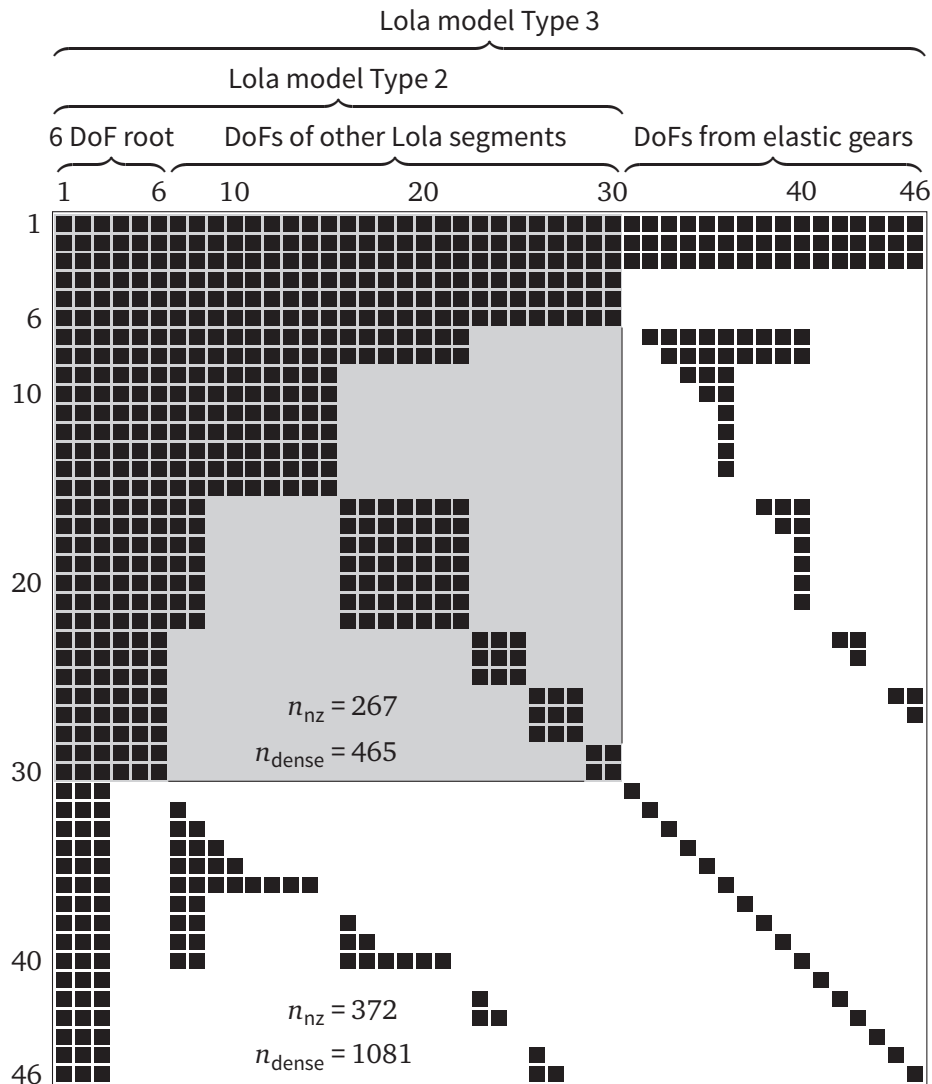 Lola model Type 3
Lola model Type 2
6 DoF root DoFs of other Lola segments DoFs from elastic gears
1 6 10 20 30 40 46
1
6
10
20
n_nz = 267
n_dense = 465
30
40
n_nz = 372
n_dense = 1081
46